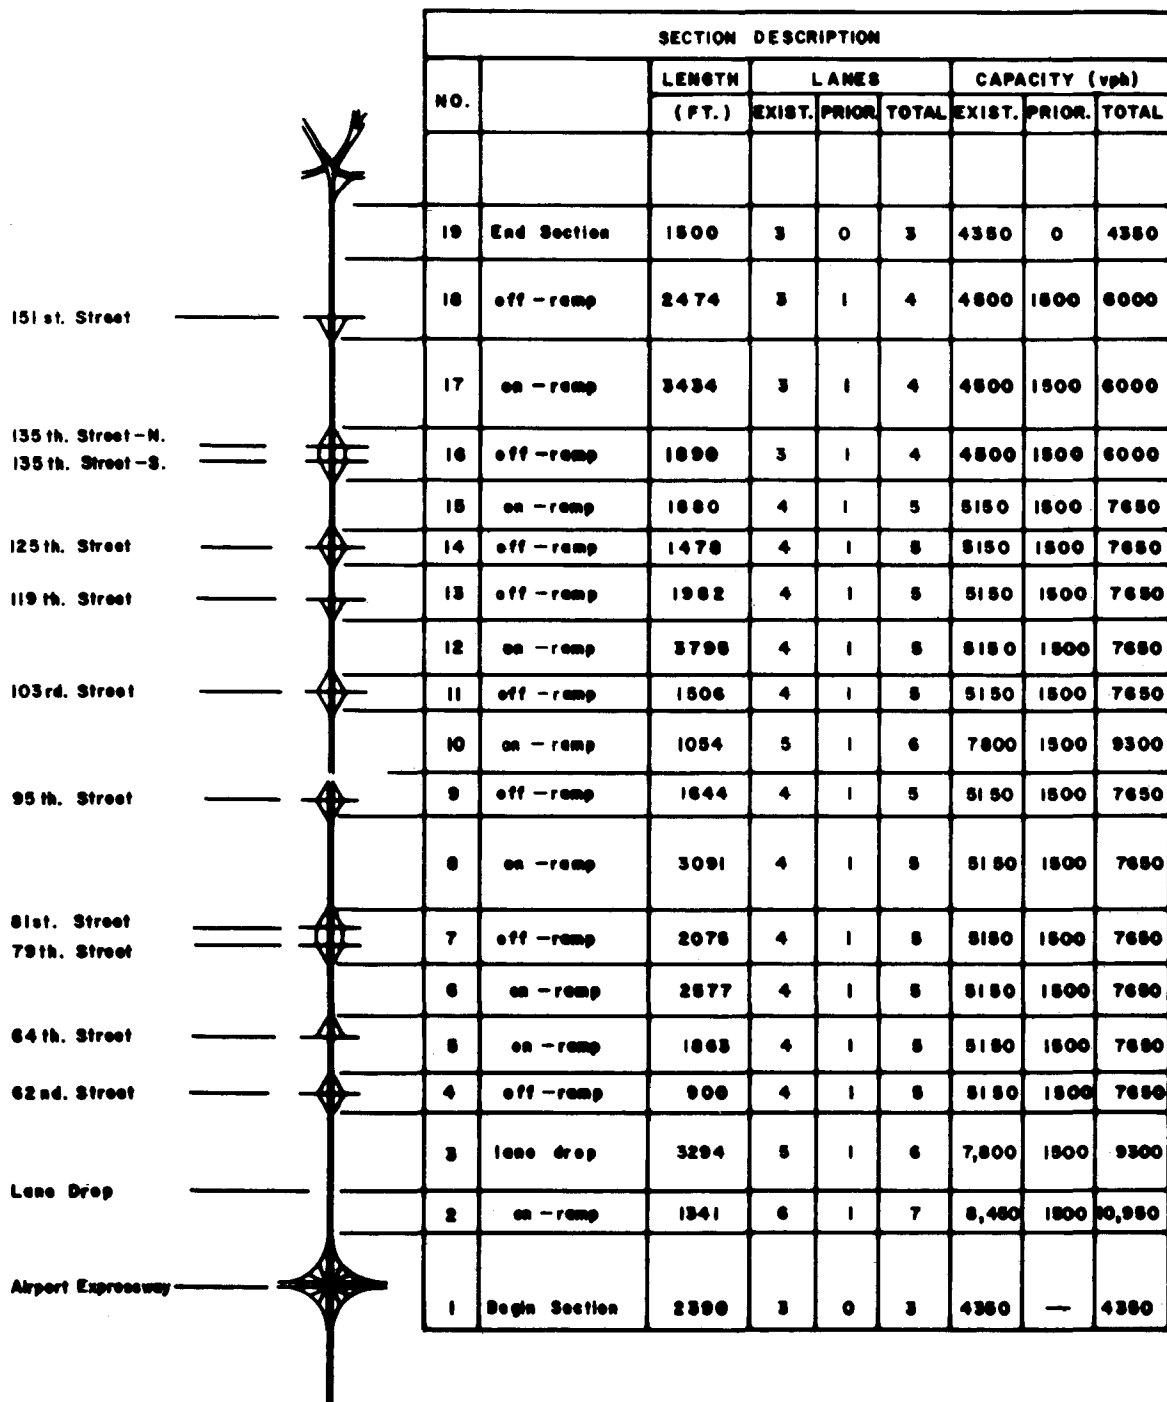 SECTION DESCRIPTION
NO. LENGTH (FT.) LANES CAPACITY (vph)
EXIST. PRIOR. TOTAL EXIST. PRIOR. TOTAL
19 End Section 1500 3 0 3 4350 0 4350
18 off-ramp 2474 3 1 4 4500 1500 6000
151 st. Street
17 on-ramp 3434 3 1 4 4500 1500 6000
135 th. Street-N.
135 th. Street-S.
16 off-ramp 1890 3 1 4 4500 1500 6000
15 on-ramp 1880 4 1 5 5150 1500 7650
125 th. Street
14 off-ramp 1478 4 1 5 5150 1500 7650
119 th. Street
13 off-ramp 1982 4 1 5 5150 1500 7650
12 on-ramp 3795 4 1 5 5150 1500 7650
103 rd. Street
11 off-ramp 1506 4 1 5 5150 1500 7650
10 on-ramp 1054 5 1 6 7800 1500 9300
95 th. Street
9 off-ramp 1644 4 1 5 5150 1500 7650
8 on-ramp 3091 4 1 5 5150 1500 7650
81st. Street
79 th. Street
7 off-ramp 2075 4 1 5 5150 1500 7650
6 on-ramp 2577 4 1 5 5150 1500 7650
64 th. Street
5 on-ramp 1863 4 1 5 5150 1500 7650
62 nd. Street
4 off-ramp 900 4 1 5 5150 1500 7650
3 lane drop 3294 5 1 6 7,800 1500 9300
Lane Drop
2 on-ramp 1341 6 1 7 1500 10,950
Airport Expressway
1 Begin Section 2390 3 0 3 4350 — 4350